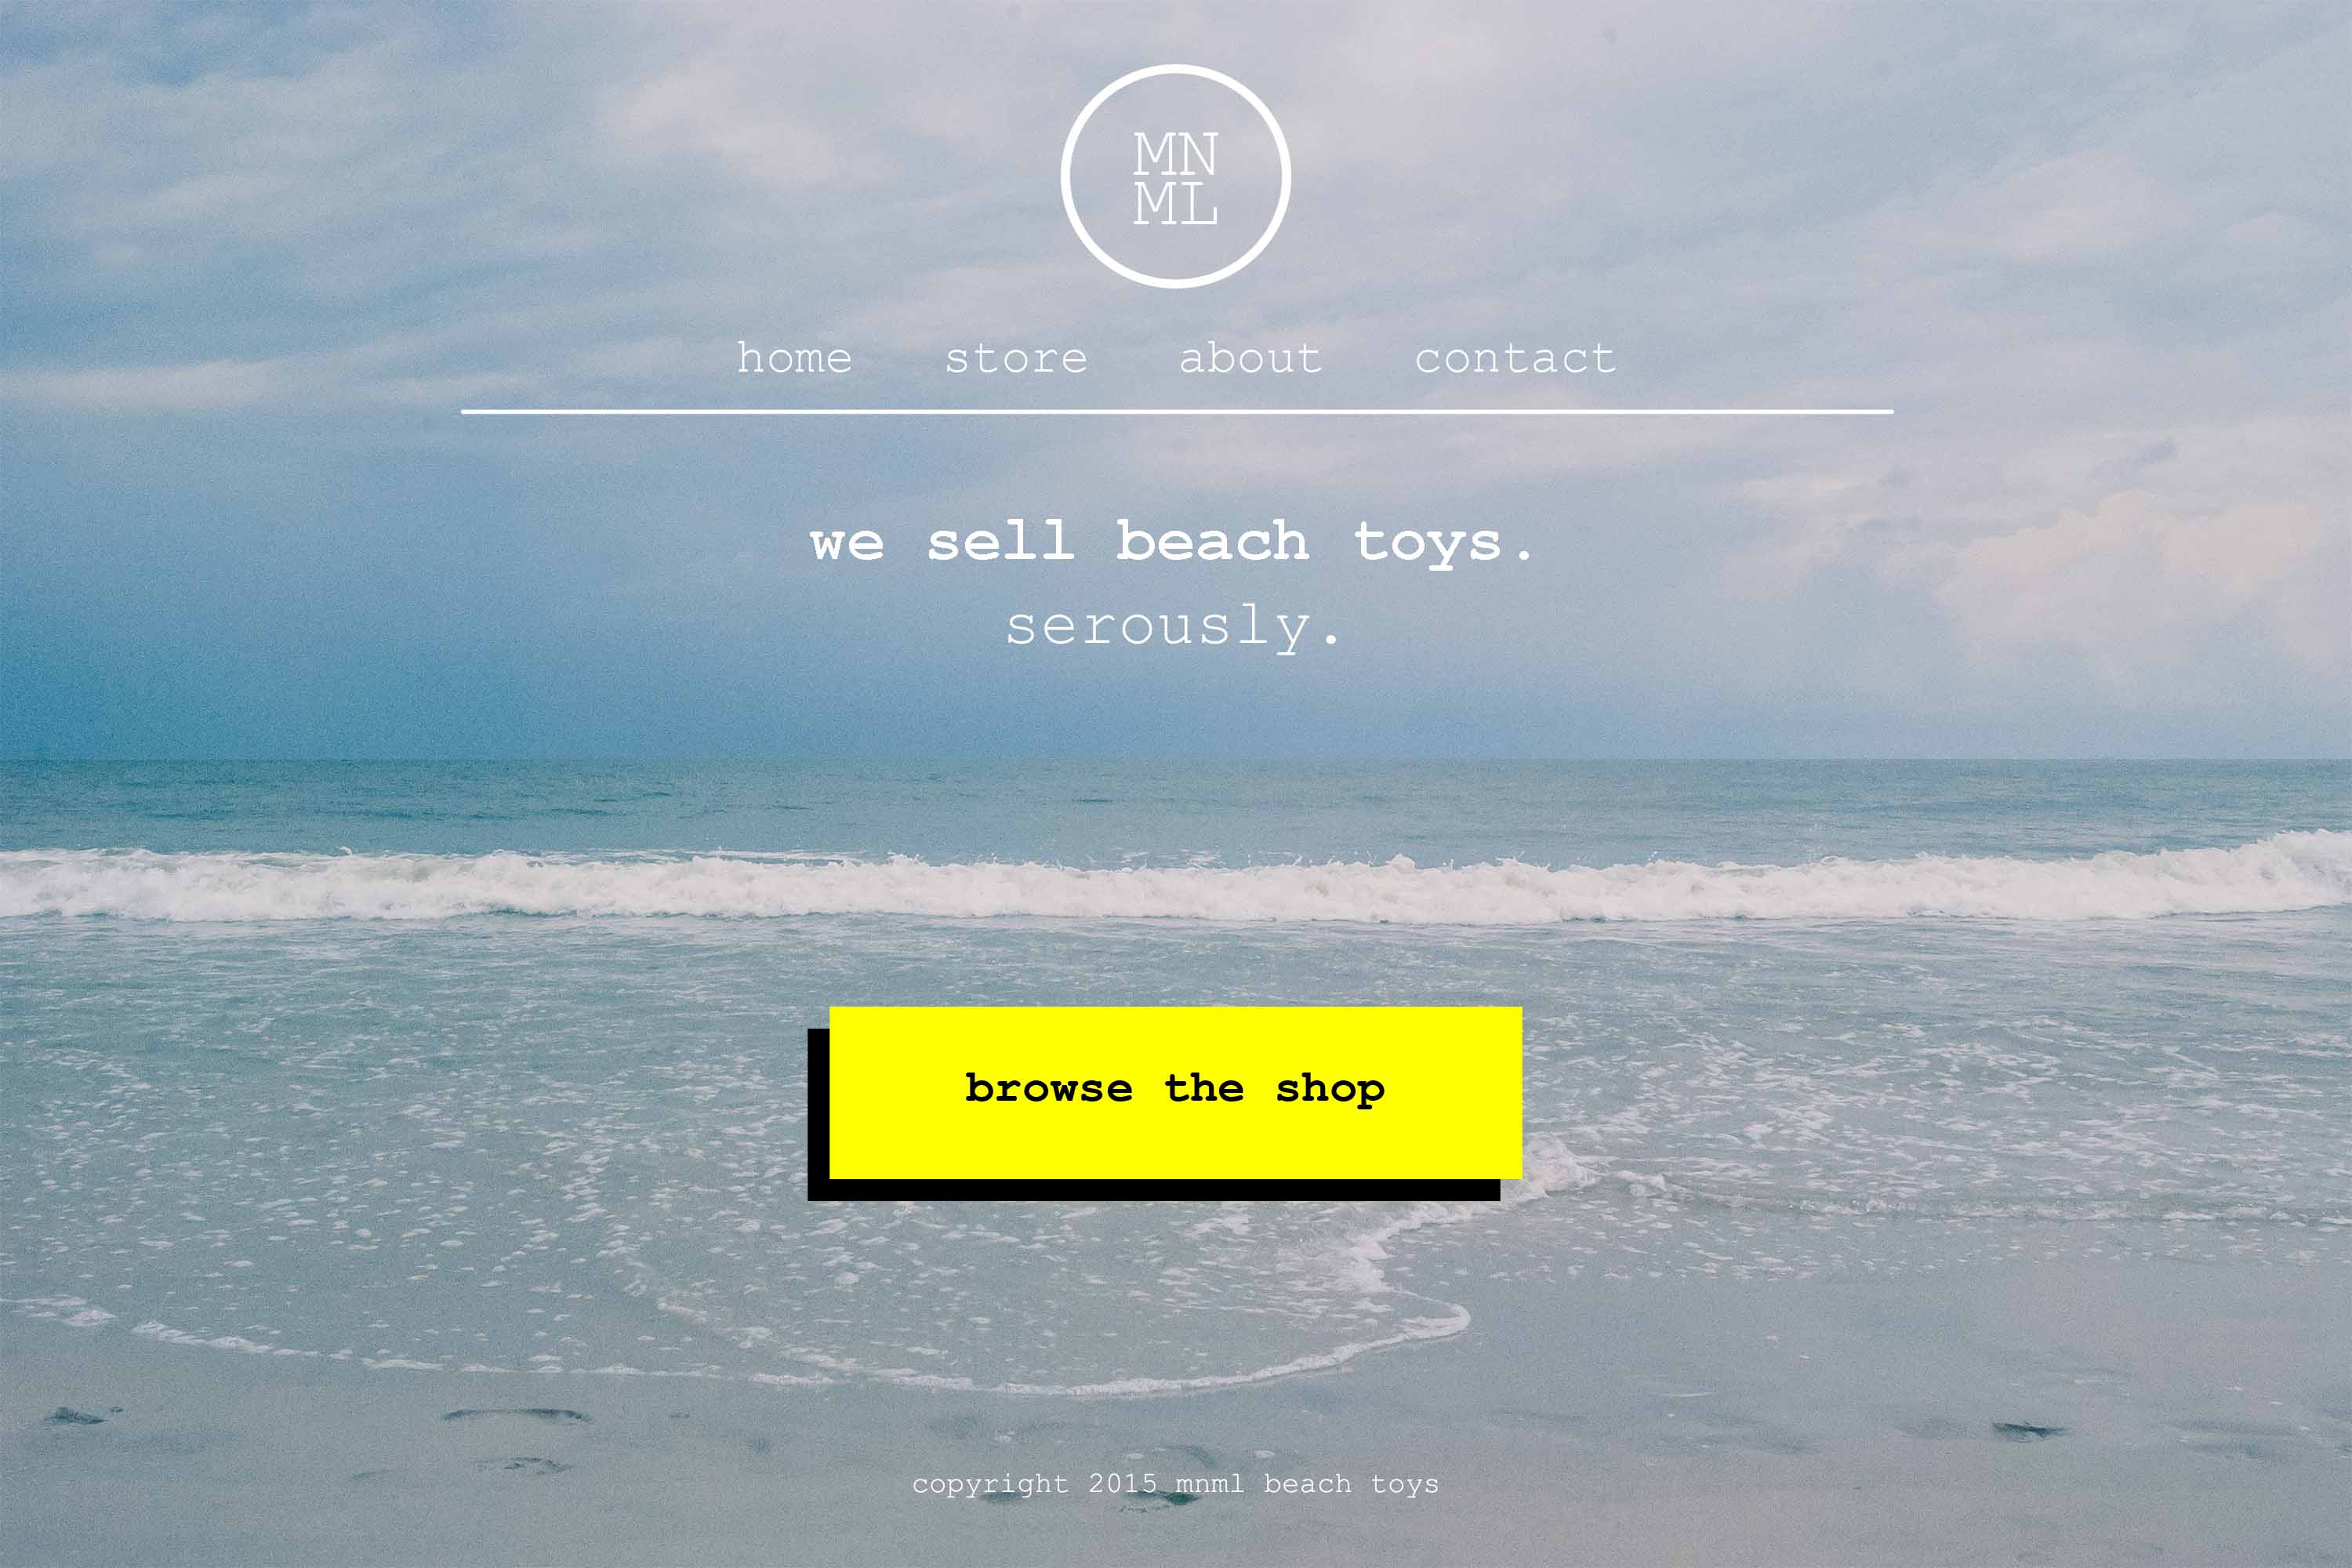 MN
ML
home store about contact
we sell beach toys.
serously.
browse the shop
copyright 2015 mnml beach toys